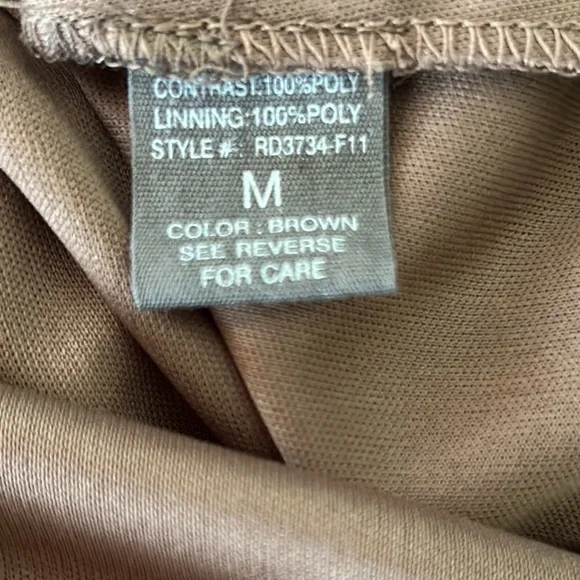 CONTRAST:100%POLY
LINNING:100%POLY
STYLE #: RD3734-F11
M
COLOR : BROWN
SEE REVERSE
FOR CARE